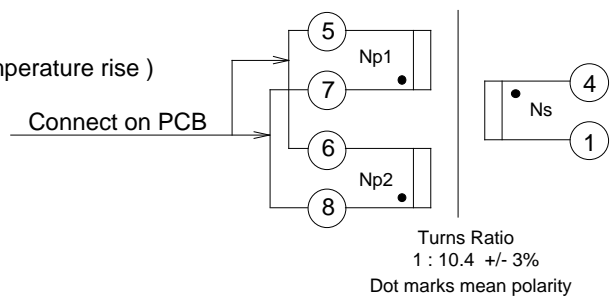 nperature rise )
Connect on PCB
5
Np1
7
6
Np2
8
4
Ns
1
Turns Ratio
1 : 10.4 +/- 3%
Dot marks mean polarity